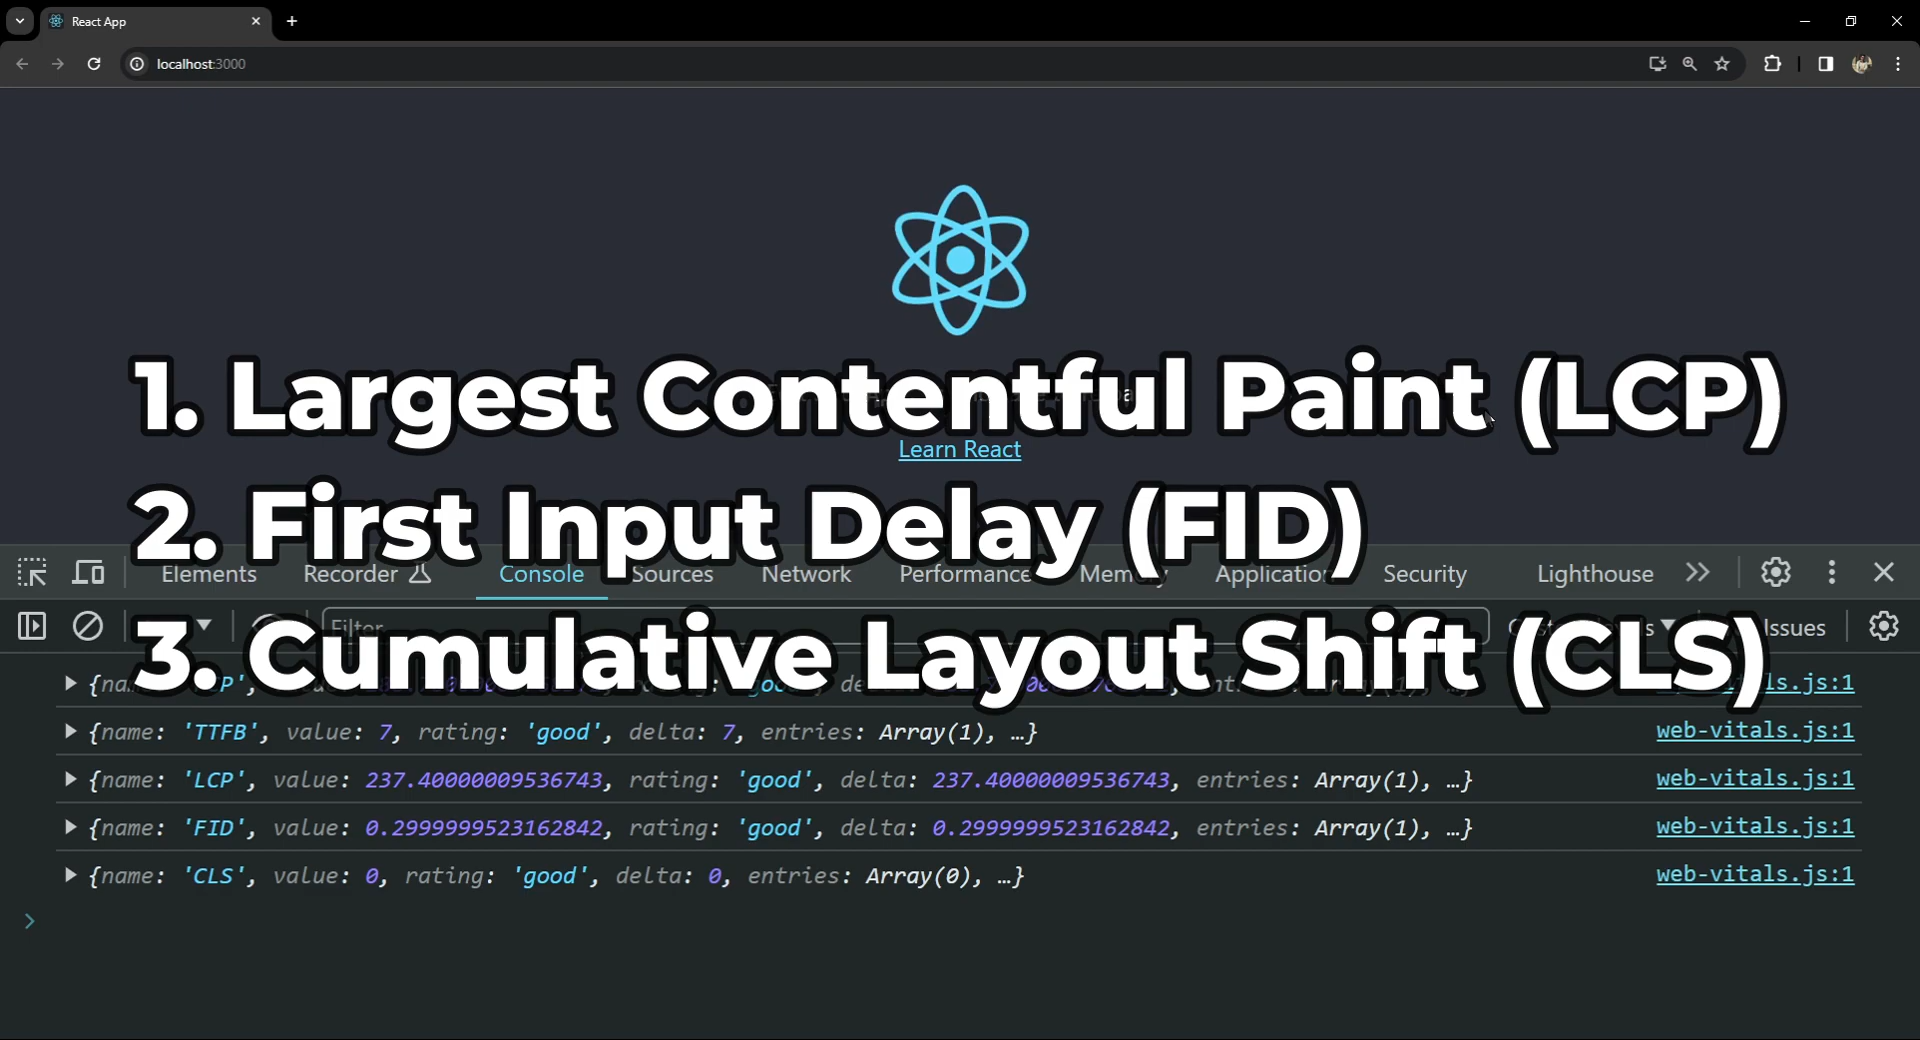 React App
localhost:3000
1. Largest Contentful Paint (LCP)
Learn React
2. First Input Delay (FID)
Elements Recorder Console Sources Network Performance Memory Application Security Lighthouse
Filter
Issues
3. Cumulative Layout Shift (CLS)
{name: 'TTFB', value: 7, rating: 'good', delta: 7, entries: Array(1), …} web-vitals.js:1
{name: 'LCP', value: 237.40000009536743, rating: 'good', delta: 237.40000009536743, entries: Array(1), …} web-vitals.js:1
{name: 'FID', value: 0.2999999523162842, rating: 'good', delta: 0.2999999523162842, entries: Array(1), …} web-vitals.js:1
{name: 'CLS', value: 0, rating: 'good', delta: 0, entries: Array(0), …} web-vitals.js:1